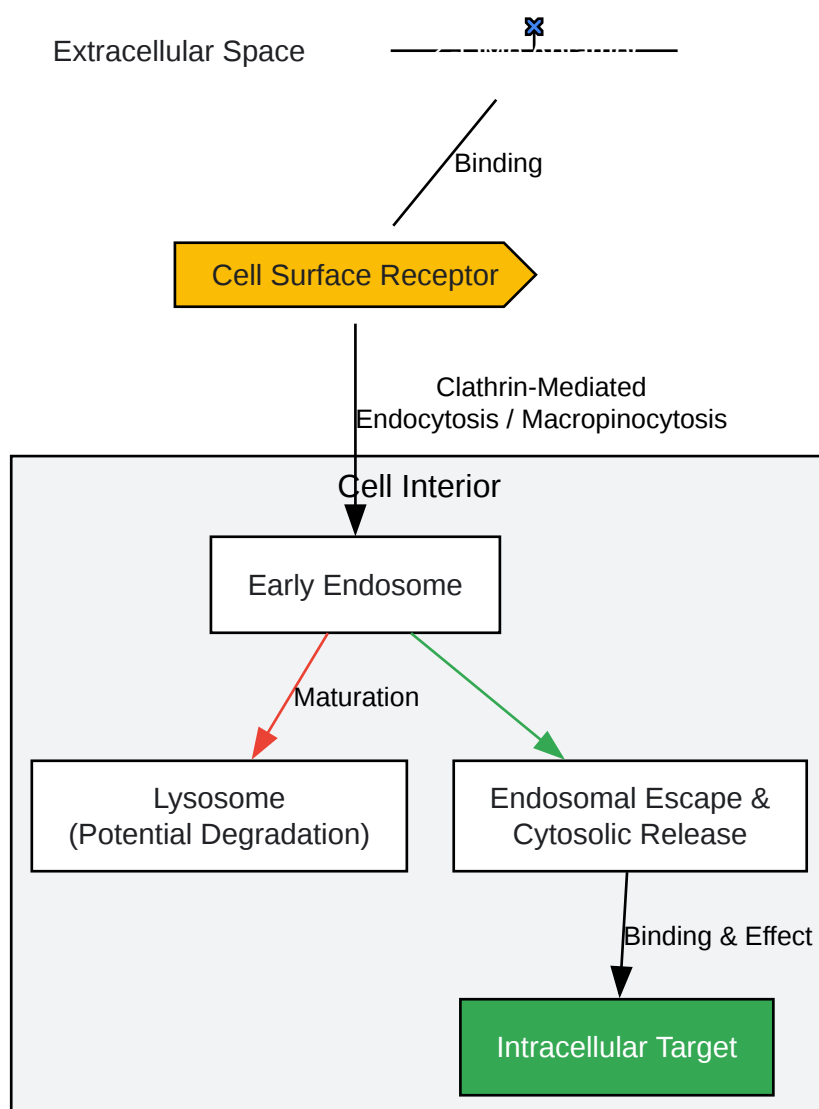 Extracellular Space
Binding
Cell Surface Receptor
Clathrin-Mediated
Endocytosis / Macropinocytosis
Cell Interior
Early Endosome
Maturation
Lysosome
(Potential Degradation)
Endosomal Escape &
Cytosolic Release
Binding & Effect
Intracellular Target